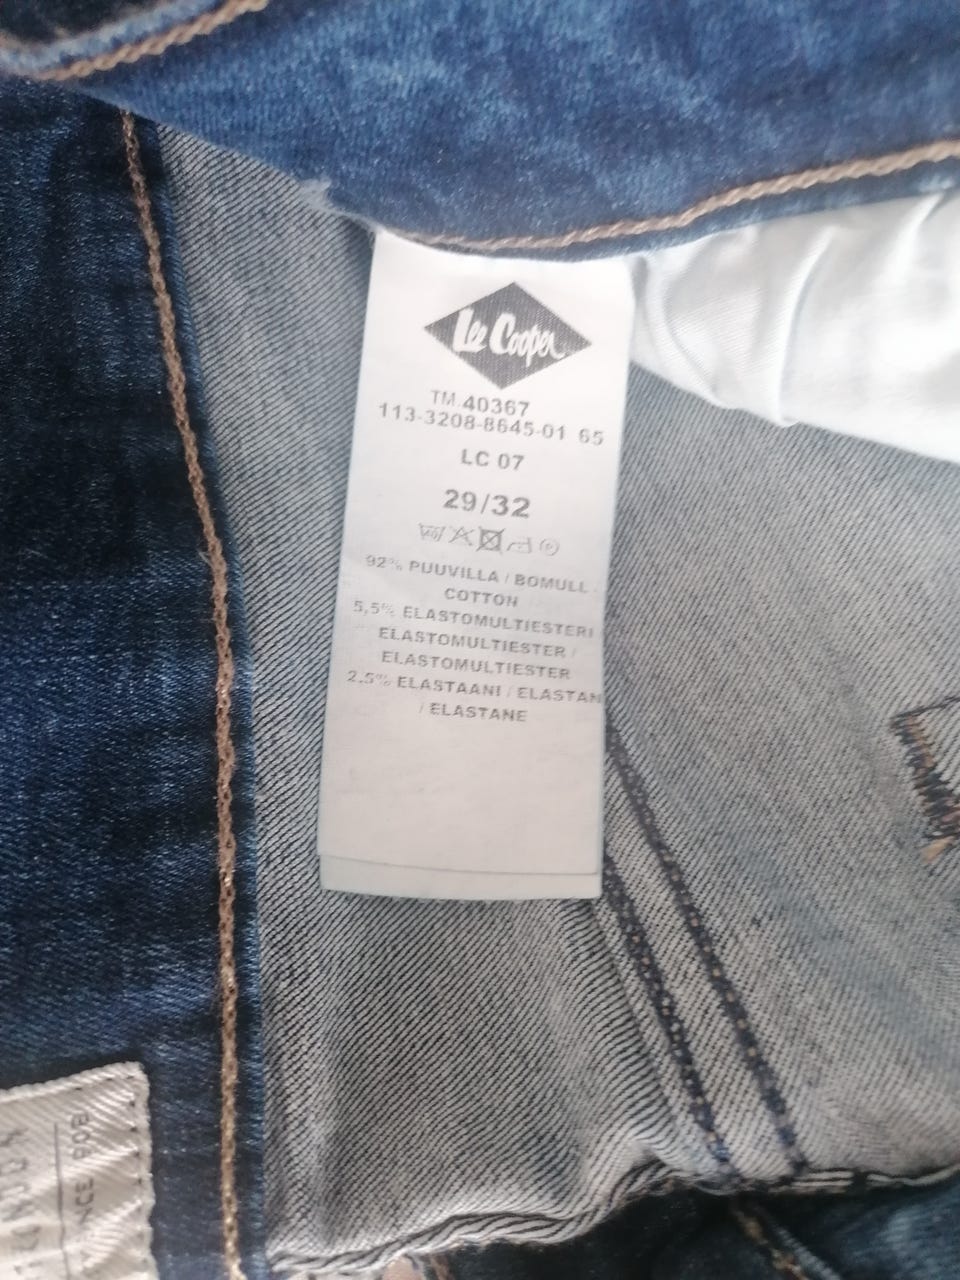 Lee Cooper
TM.40367
113-3208-8645-01 65
LC 07
29/32
92% PUUVILLA / BOMULL
COTTON
5,5% ELASTOMULTIESTERI
ELASTOMULTIESTER /
ELASTOMULTIESTER
2,5% ELASTAANI / ELASTAN
/ ELASTANE